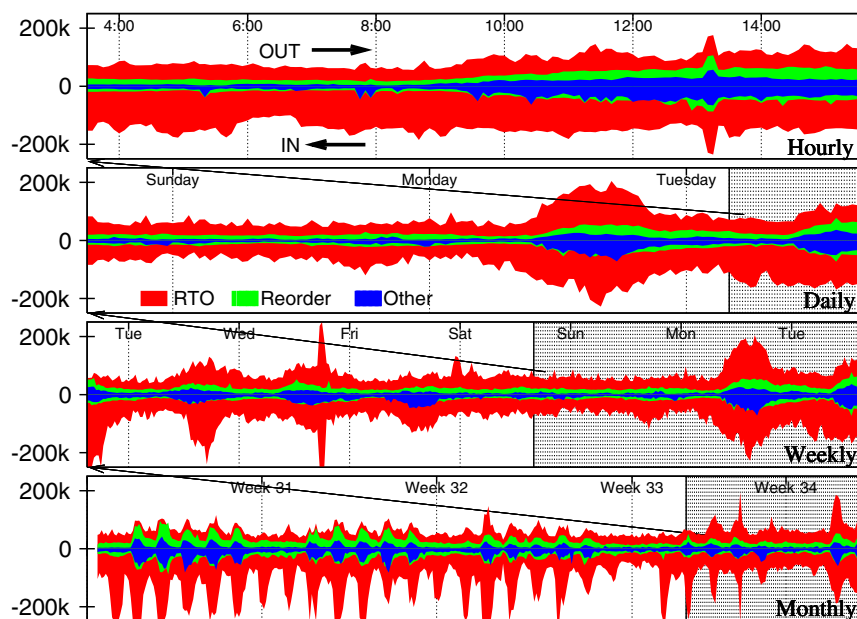 4:00 6:00 8:00 10:00 12:00 14:00
200k
OUT
0
IN
-200k
Hourly
200k
Sunday Monday Tuesday
0
-200k
RTO Reorder Other
Daily
200k
Tue Wed Fri Sat Sun Mon Tue
0
-200k
Weekly
200k
Week 31 Week 32 Week 33 Week 34
0
-200k
Monthly